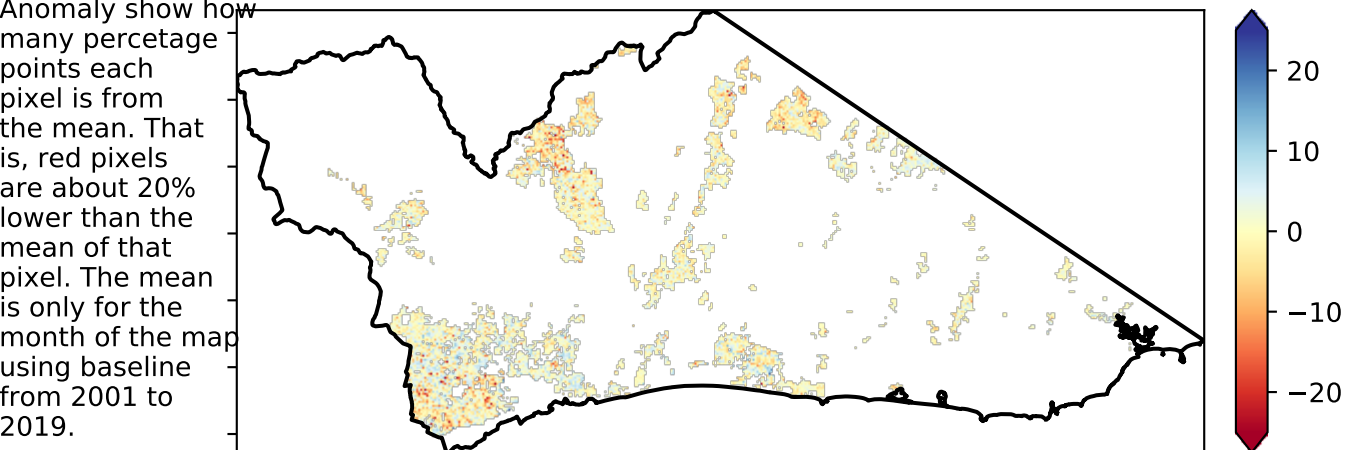 Anomaly show how
many percetage
points each
pixel is from
the mean. That
is, red pixels
are about 20%
lower than the
mean of that
pixel. The mean
is only for the
month of the map
using baseline
from 2001 to
2019.
20
10
0
−10
−20